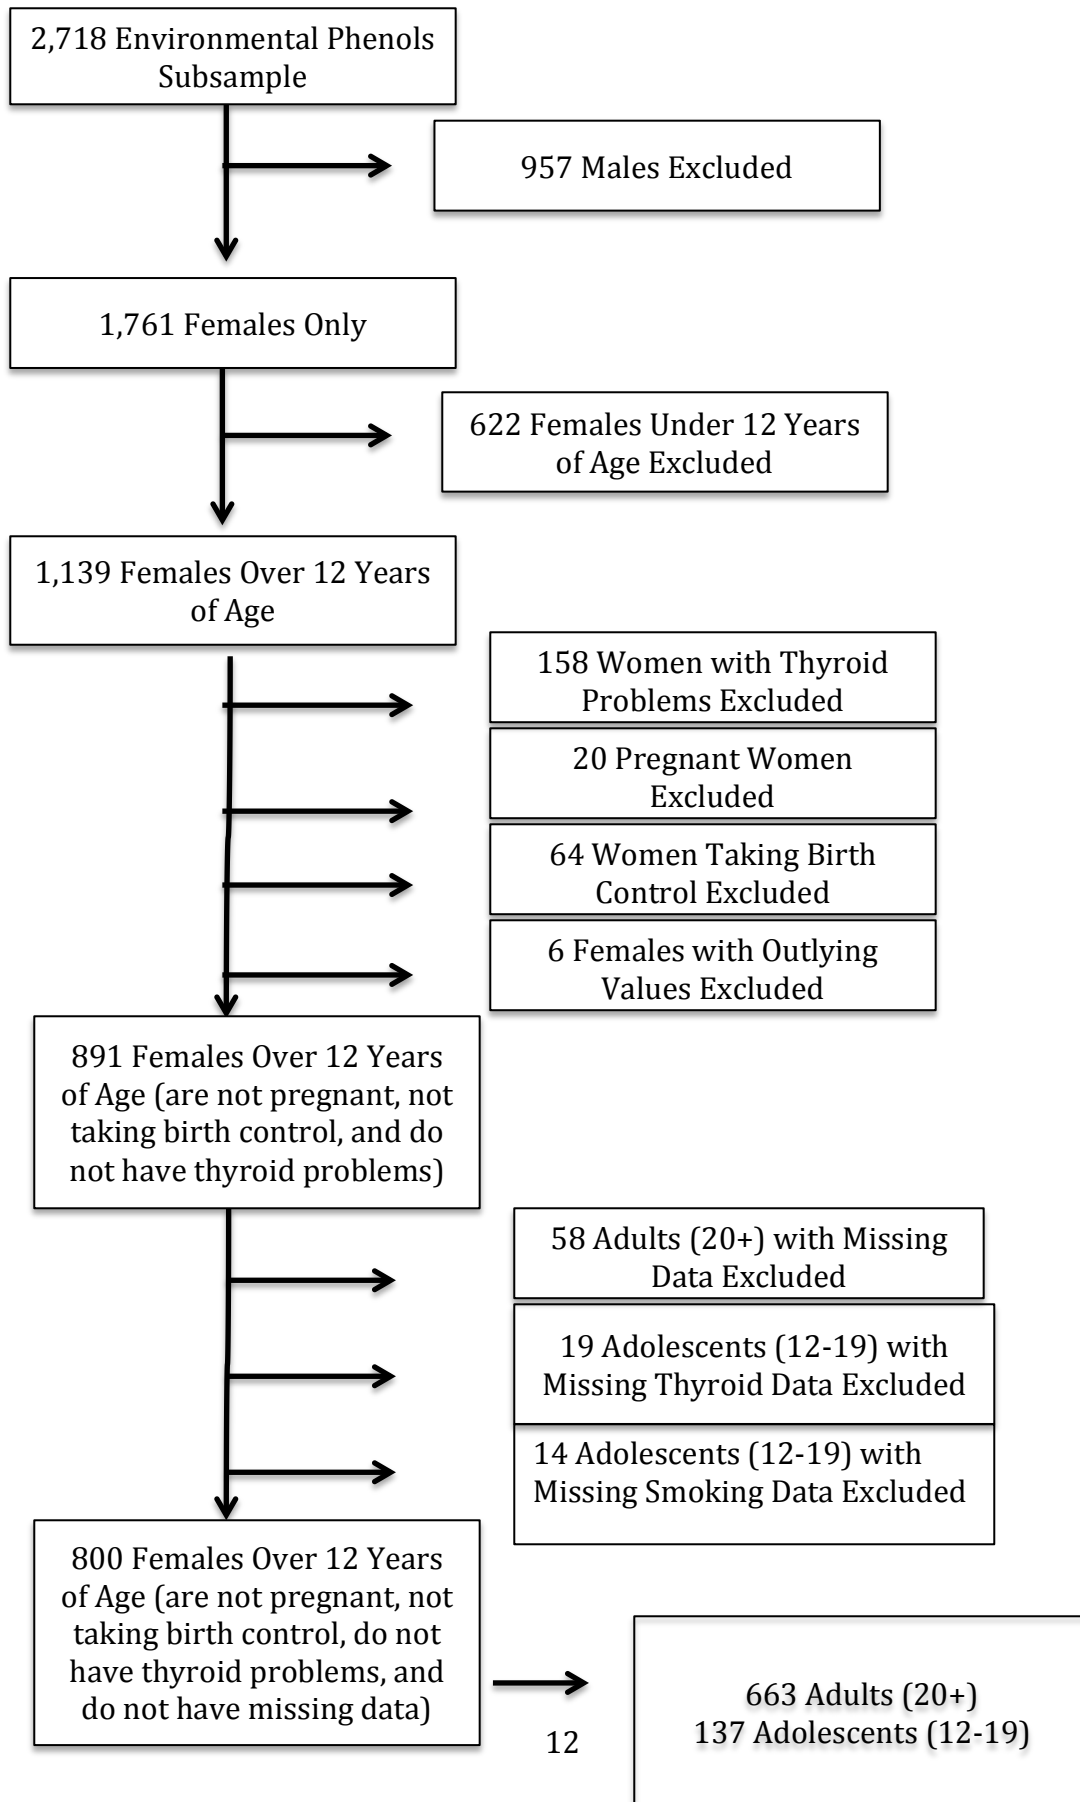 2,718 Environmental Phenols
Subsample
957 Males Excluded
1,761 Females Only
622 Females Under 12 Years
of Age Excluded
1,139 Females Over 12 Years
of Age
158 Women with Thyroid
Problems Excluded
20 Pregnant Women
Excluded
64 Women Taking Birth
Control Excluded
6 Females with Outlying
Values Excluded
891 Females Over 12 Years
of Age (are not pregnant, not
taking birth control, and do
not have thyroid problems)
58 Adults (20+) with Missing
Data Excluded
19 Adolescents (12-19) with
Missing Thyroid Data Excluded
14 Adolescents (12-19) with
Missing Smoking Data Excluded
800 Females Over 12 Years
of Age (are not pregnant, not
taking birth control, do not
have thyroid problems, and
do not have missing data)
663 Adults (20+)
137 Adolescents (12-19)
12